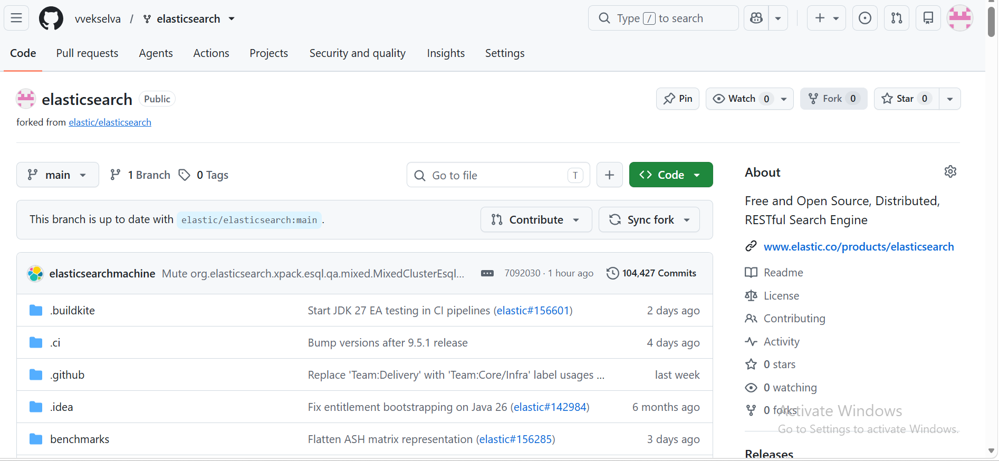 vvekselva / elasticsearch
Type / to search
Code Pull requests Agents Actions Projects Security and quality Insights Settings
elasticsearch Public
Pin Watch 0 Fork 0 Star 0
forked from elastic/elasticsearch
main 1 Branch 0 Tags
Go to file T
Code
This branch is up to date with elastic/elasticsearch:main.
Contribute Sync fork
elasticsearchmachine Mute org.elasticsearch.xpack.esql.qa.mixed.MixedClusterEsql... 7092030 · 1 hour ago 104,427 Commits
.buildkite Start JDK 27 EA testing in CI pipelines (elastic#156601) 2 days ago
.ci Bump versions after 9.5.1 release 4 days ago
.github Replace 'Team:Delivery' with 'Team:Core/Infra' label usages ... last week
.idea Fix entitlement bootstrapping on Java 26 (elastic#142984) 6 months ago
benchmarks Flatten ASH matrix representation (elastic#156285) 3 days ago
About
Free and Open Source, Distributed,
RESTful Search Engine
www.elastic.co/products/elasticsearch
Readme
License
Contributing
Activity
0 stars
0 watching
0 forks
Activate Windows
Go to Settings to activate Windows.
Releases